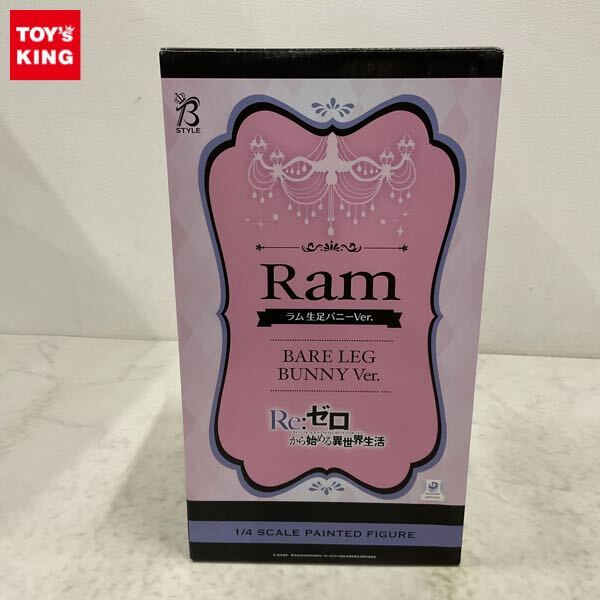 TOY's
KING
B
STYLE
Ram
ラム 生足バニーVer.
BARE LEG
BUNNY Ver.
Re:ゼロ
から始める異世界生活
1/4 SCALE PAINTED FIGURE